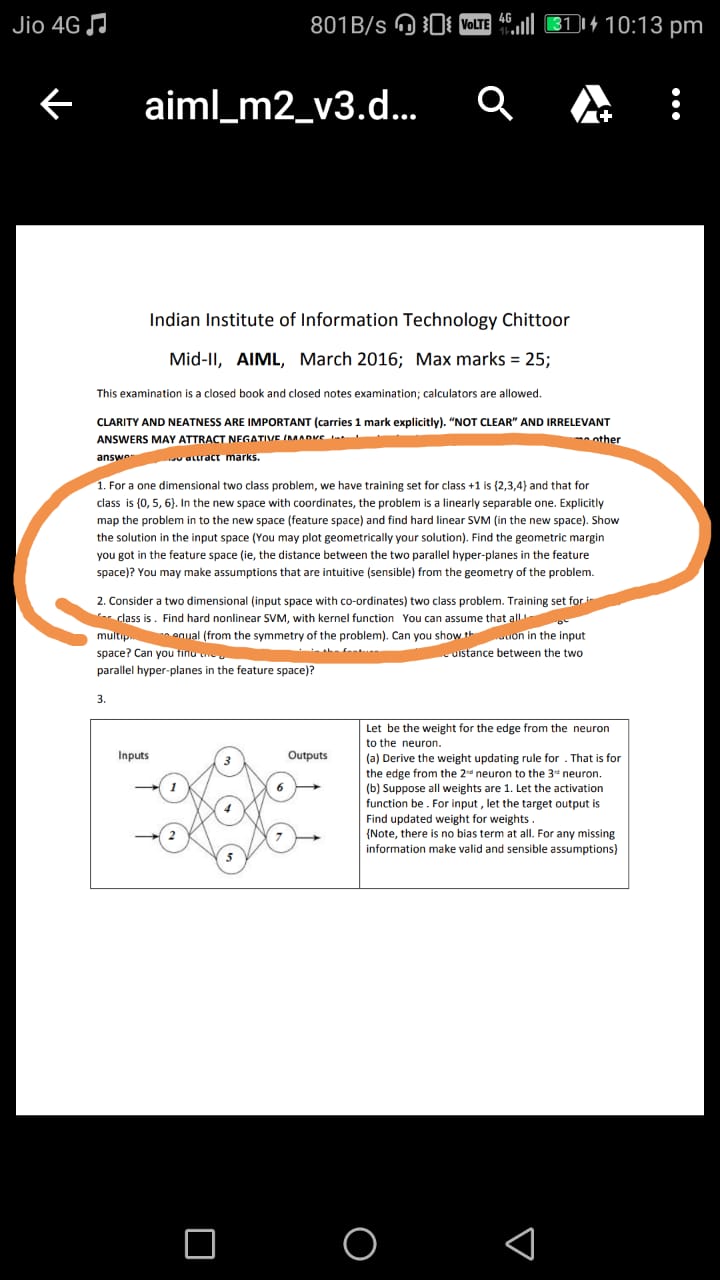 Jio 4G
801B/s VoLTE 4G 31 10:13 pm
aiml_m2_v3.d...
Indian Institute of Information Technology Chittoor
Mid-II, AIML, March 2016; Max marks = 25;
This examination is a closed book and closed notes examination; calculators are allowed.
CLARITY AND NEATNESS ARE IMPORTANT (carries 1 mark explicitly). "NOT CLEAR" AND IRRELEVANT
ANSWERS MAY ATTRACT NEGATIVE other
attract marks.
1. For a one dimensional two class problem, we have training set for class +1 is {2,3,4} and that for
class is {0, 5, 6}. In the new space with coordinates, the problem is a linearly separable one. Explicitly
map the problem in to the new space (feature space) and find hard linear SVM (in the new space). Show
the solution in the input space (You may plot geometrically your solution). Find the geometric margin
you got in the feature space (ie, the distance between the two parallel hyper-planes in the feature
space)? You may make assumptions that are intuitive (sensible) from the geometry of the problem.
2. Consider a two dimensional (input space with co-ordinates) two class problem. Training set for
class is . Find hard nonlinear SVM, with kernel function You can assume that all
equal (from the symmetry of the problem). Can you show in the input
space? Can you distance between the two
parallel hyper-planes in the feature space)?
3.
Inputs
Outputs
1
2
3
4
5
6
7
Let be the weight for the edge from the neuron
to the neuron.
(a) Derive the weight updating rule for . That is for
the edge from the 2nd neuron to the 3rd neuron.
(b) Suppose all weights are 1. Let the activation
function be . For input , let the target output is
Find updated weight for weights .
{Note, there is no bias term at all. For any missing
information make valid and sensible assumptions}